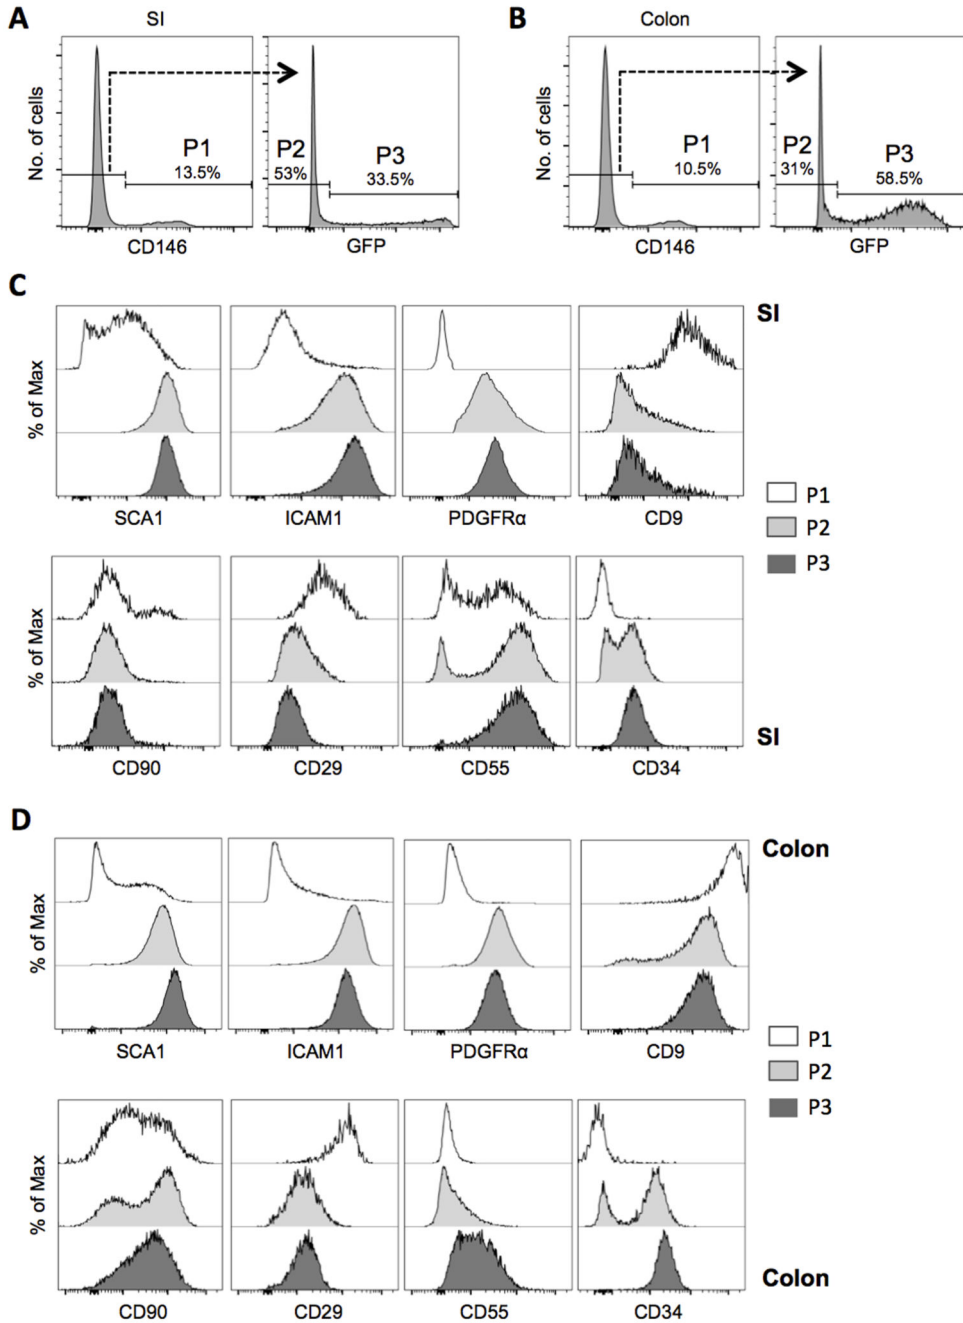 A
SI
No. of cells
P1
13.5%
CD146
P2
53%
P3
33.5%
GFP
B
Colon
No. of cells
P1
10.5%
CD146
P2
31%
P3
58.5%
GFP
C
SI
% of Max
SCA1
ICAM1
PDGFRα
CD9
P1
P2
P3
% of Max
CD90
CD29
CD55
CD34
SI
D
Colon
% of Max
SCA1
ICAM1
PDGFRα
CD9
P1
P2
P3
% of Max
CD90
CD29
CD55
CD34
Colon